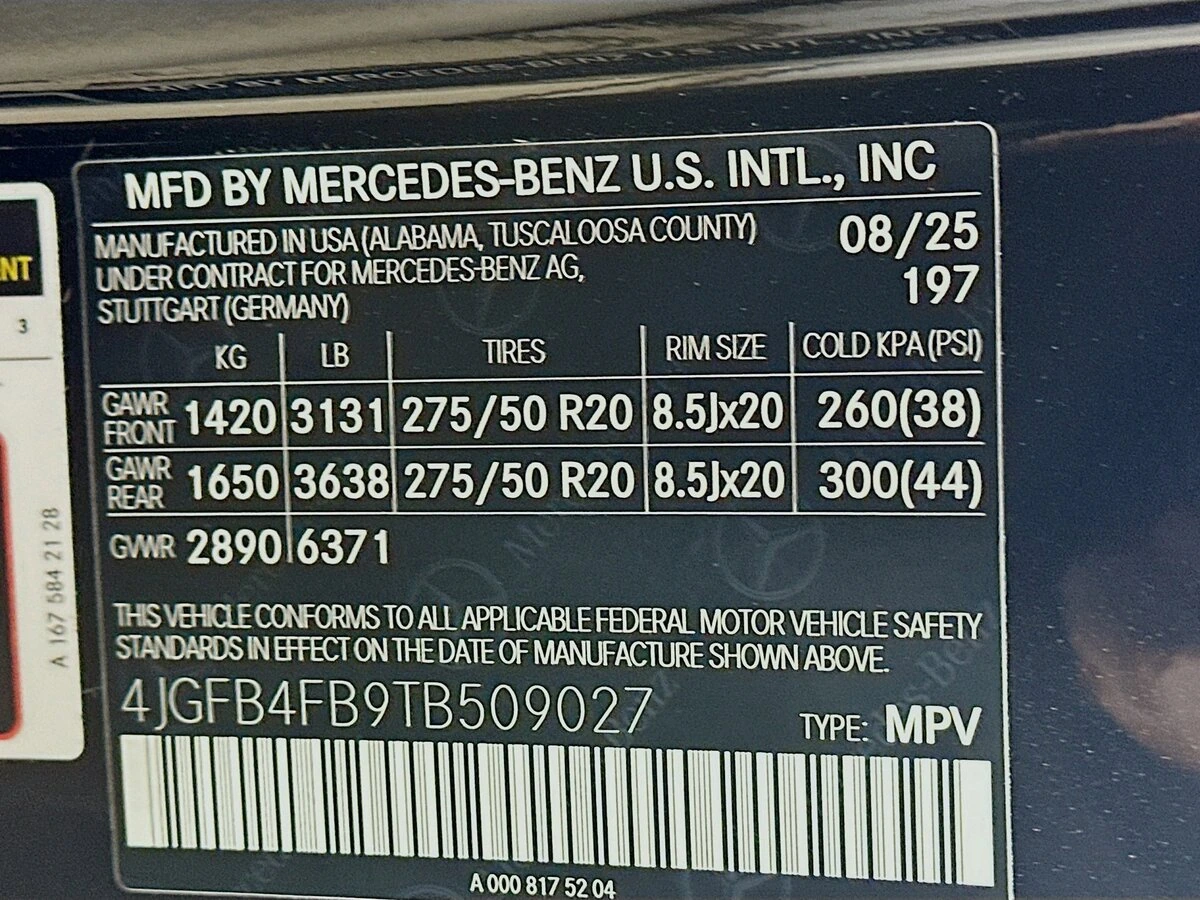 MFD BY MERCEDES-BENZ U.S. INTL., INC
MANUFACTURED IN USA (ALABAMA, TUSCALOOSA COUNTY) 08/25
UNDER CONTRACT FOR MERCEDES-BENZ AG, 197
STUTTGART (GERMANY)
KG LB TIRES RIM SIZE COLD KPA (PSI)
GAWR FRONT 1420 3131 275/50 R20 8.5Jx20 260(38)
GAWR REAR 1650 3638 275/50 R20 8.5Jx20 300(44)
GVWR 2890 6371
THIS VEHICLE CONFORMS TO ALL APPLICABLE FEDERAL MOTOR VEHICLE SAFETY
STANDARDS IN EFFECT ON THE DATE OF MANUFACTURE SHOWN ABOVE.
4JGFB4FB9TB509027 TYPE: MPV
A 000 817 52 04
NT
3
A 167 584 21 28